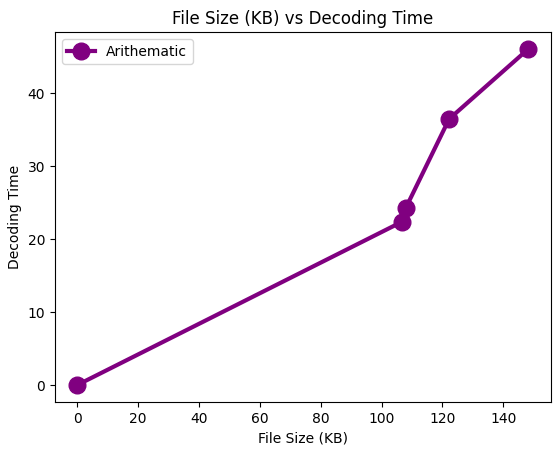 File Size (KB) vs Decoding Time
Arithematic
40
30
20
10
0
Decoding Time
0 20 40 60 80 100 120 140
File Size (KB)